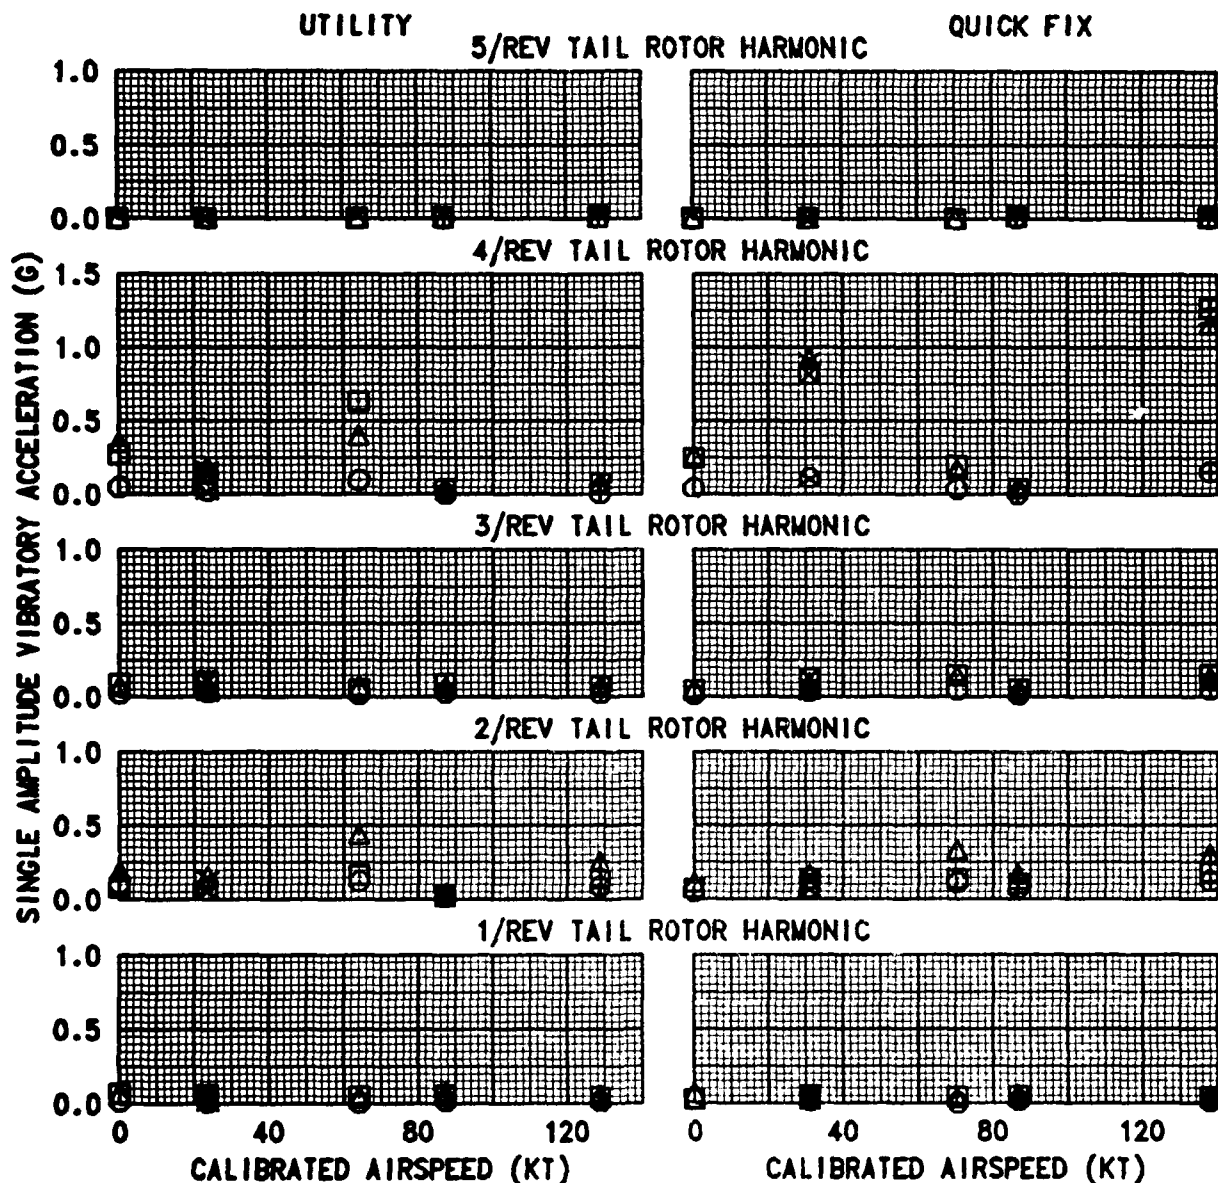 UTILITY
QUICK FIX
5/REV TAIL ROTOR HARMONIC
1.0
0.5
0.0
4/REV TAIL ROTOR HARMONIC
1.5
1.0
0.5
0.0
3/REV TAIL ROTOR HARMONIC
1.0
0.5
0.0
2/REV TAIL ROTOR HARMONIC
1.0
0.5
0.0
1/REV TAIL ROTOR HARMONIC
1.0
0.5
0.0
SINGLE AMPLITUDE VIBRATORY ACCELERATION (G)
0 40 80 120
0 40 80 120
CALIBRATED AIRSPEED (KT)
CALIBRATED AIRSPEED (KT)